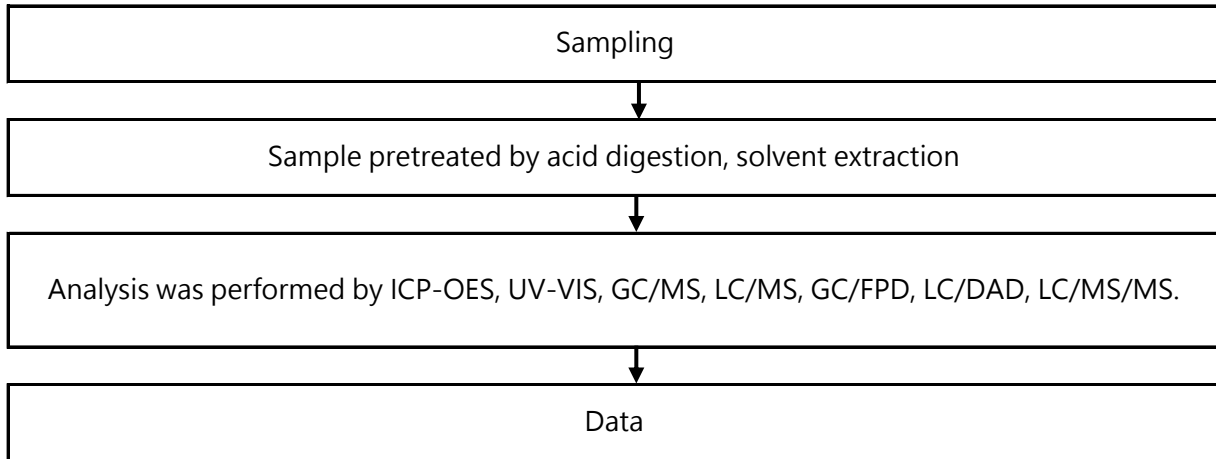 Sampling
Sample pretreated by acid digestion, solvent extraction
Analysis was performed by ICP-OES, UV-VIS, GC/MS, LC/MS, GC/FPD, LC/DAD, LC/MS/MS.
Data